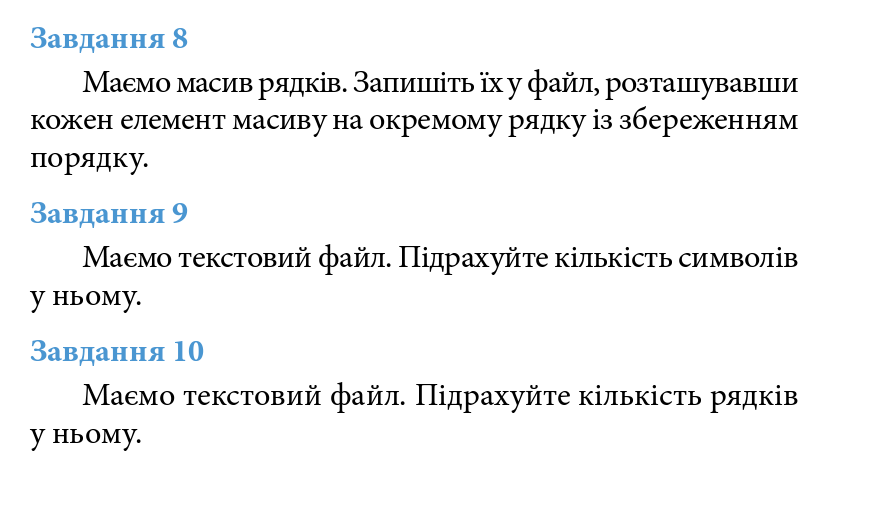 Завдання 8
Маємо масив рядків. Запишіть їх у файл, розташувавши
кожен елемент масиву на окремому рядку із збереженням
порядку.
Завдання 9
Маємо текстовий файл. Підрахуйте кількість символів
у ньому.
Завдання 10
Маємо текстовий файл. Підрахуйте кількість рядків
у ньому.